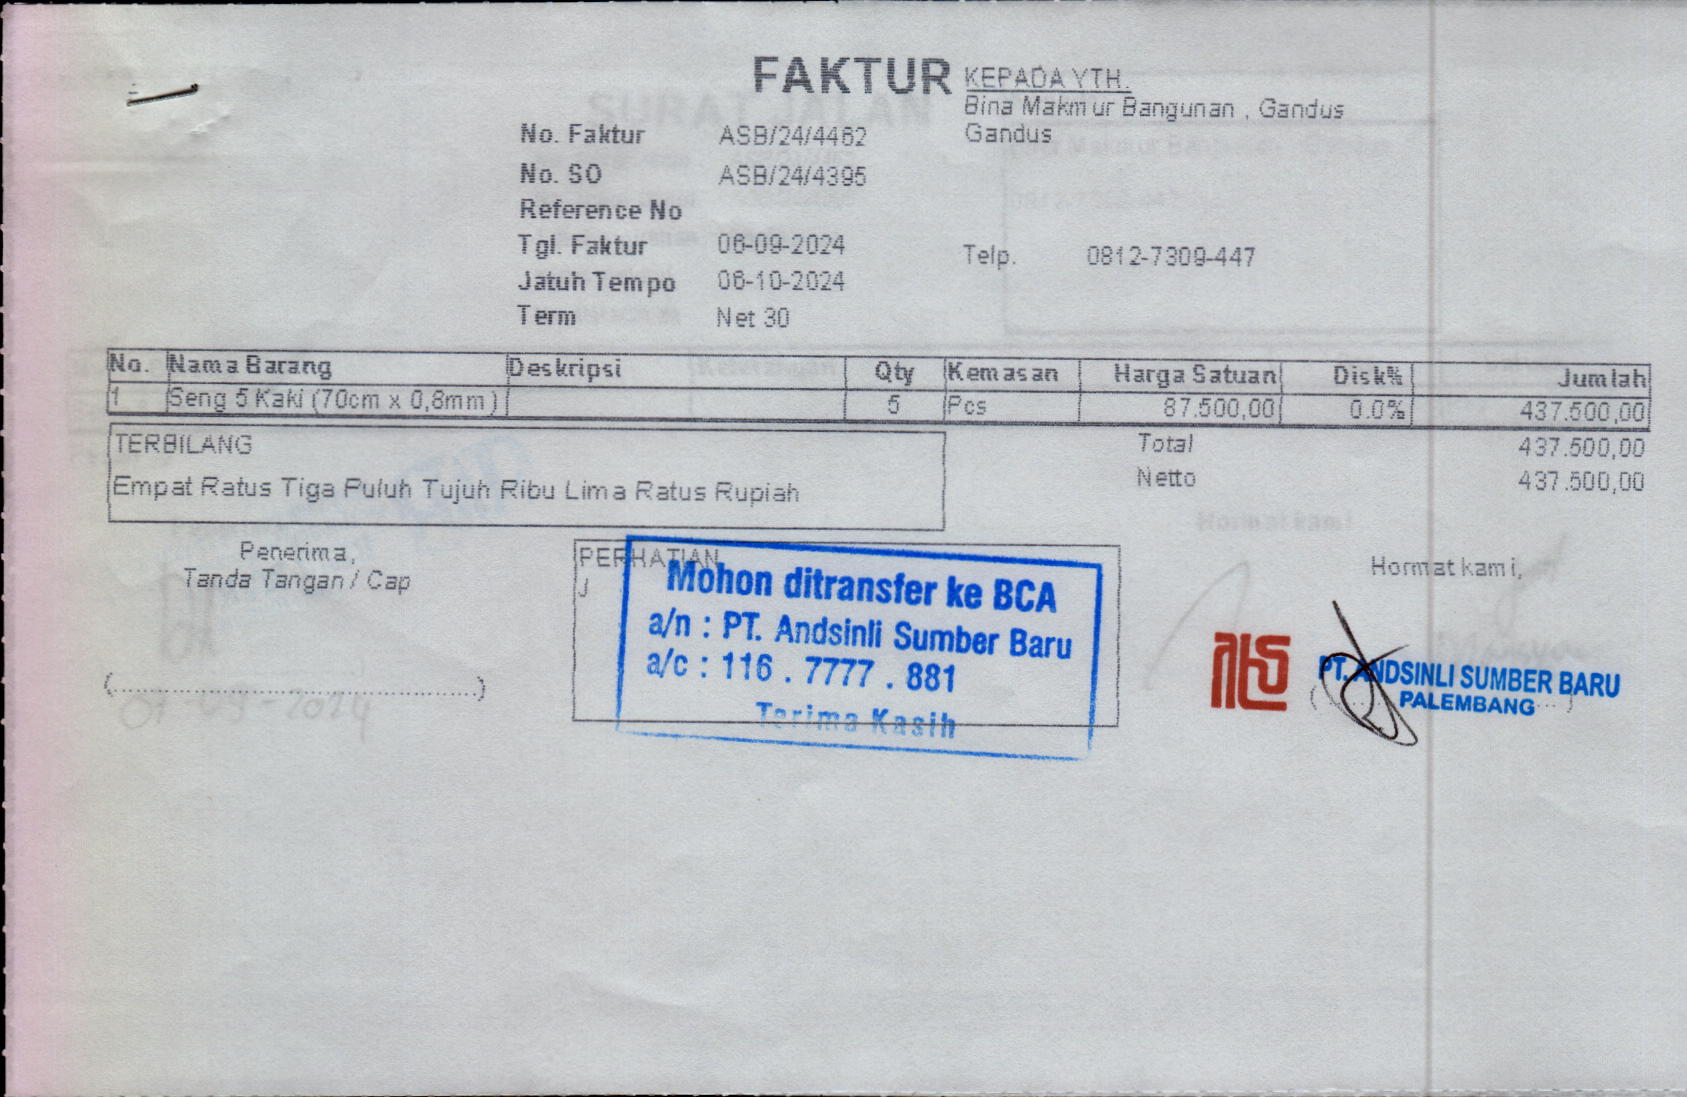 FAKTUR
KEPADA YTH.
Bina Makmur Bangunan , Gandus
Gandus
No. Faktur ASB/24/4462
No. SO ASB/24/4395
Reference No
Tgl. Faktur 06-09-2024
Telp. 0812-7309-447
Jatuh Tempo 06-10-2024
Term Net 30
No. Nama Barang Deskripsi Qty Kemasan Harga Satuan Disk% Jumlah
1 Seng 5 Kaki (70cm x 0,8mm) 5 Pcs 87.500,00 0.0% 437.500,00
TERBILANG
Total 437.500,00
Empat Ratus Tiga Puluh Tujuh Ribu Lima Ratus Rupiah
Netto 437.500,00
Penerima,
Tanda Tangan / Cap
(........................................................)
PERHATIAN
J
Mohon ditransfer ke BCA
a/n : PT. Andsinli Sumber Baru
a/c : 116 . 7777 . 881
Terima Kasih
Hormat kami,
PT. ANDSINLI SUMBER BARU
PALEMBANG
SURAT JALAN
Hormat kami